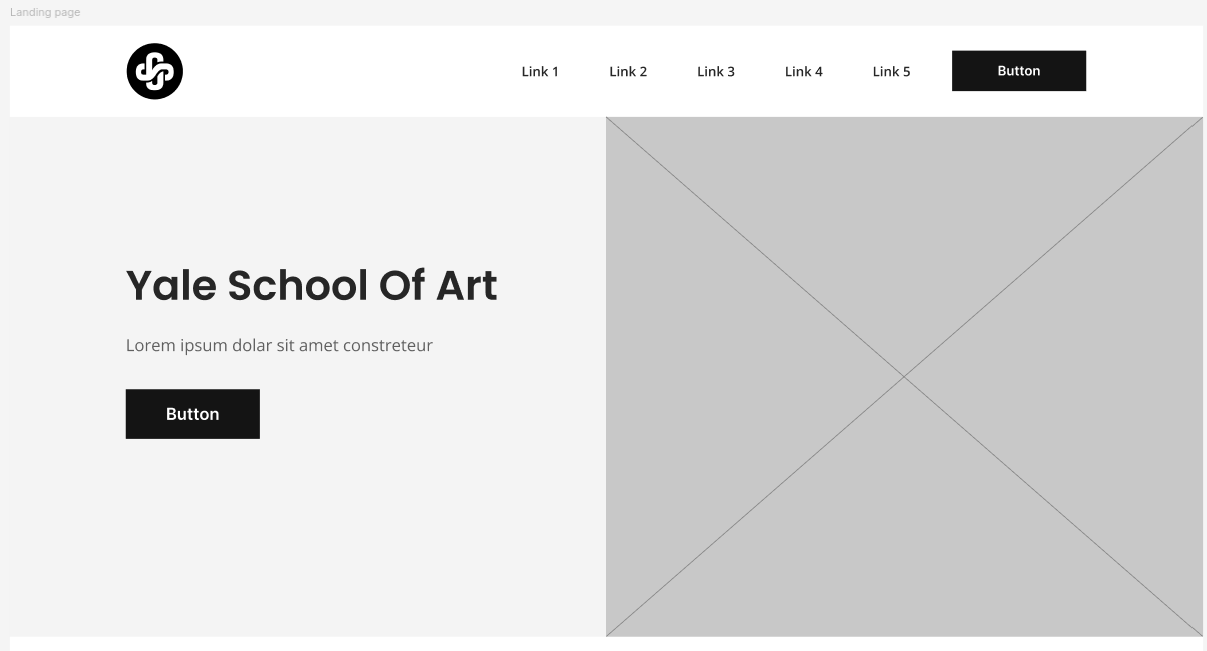 Landing page
Link 1 Link 2 Link 3 Link 4 Link 5 Button
Yale School Of Art
Lorem ipsum dolar sit amet constreteur
Button